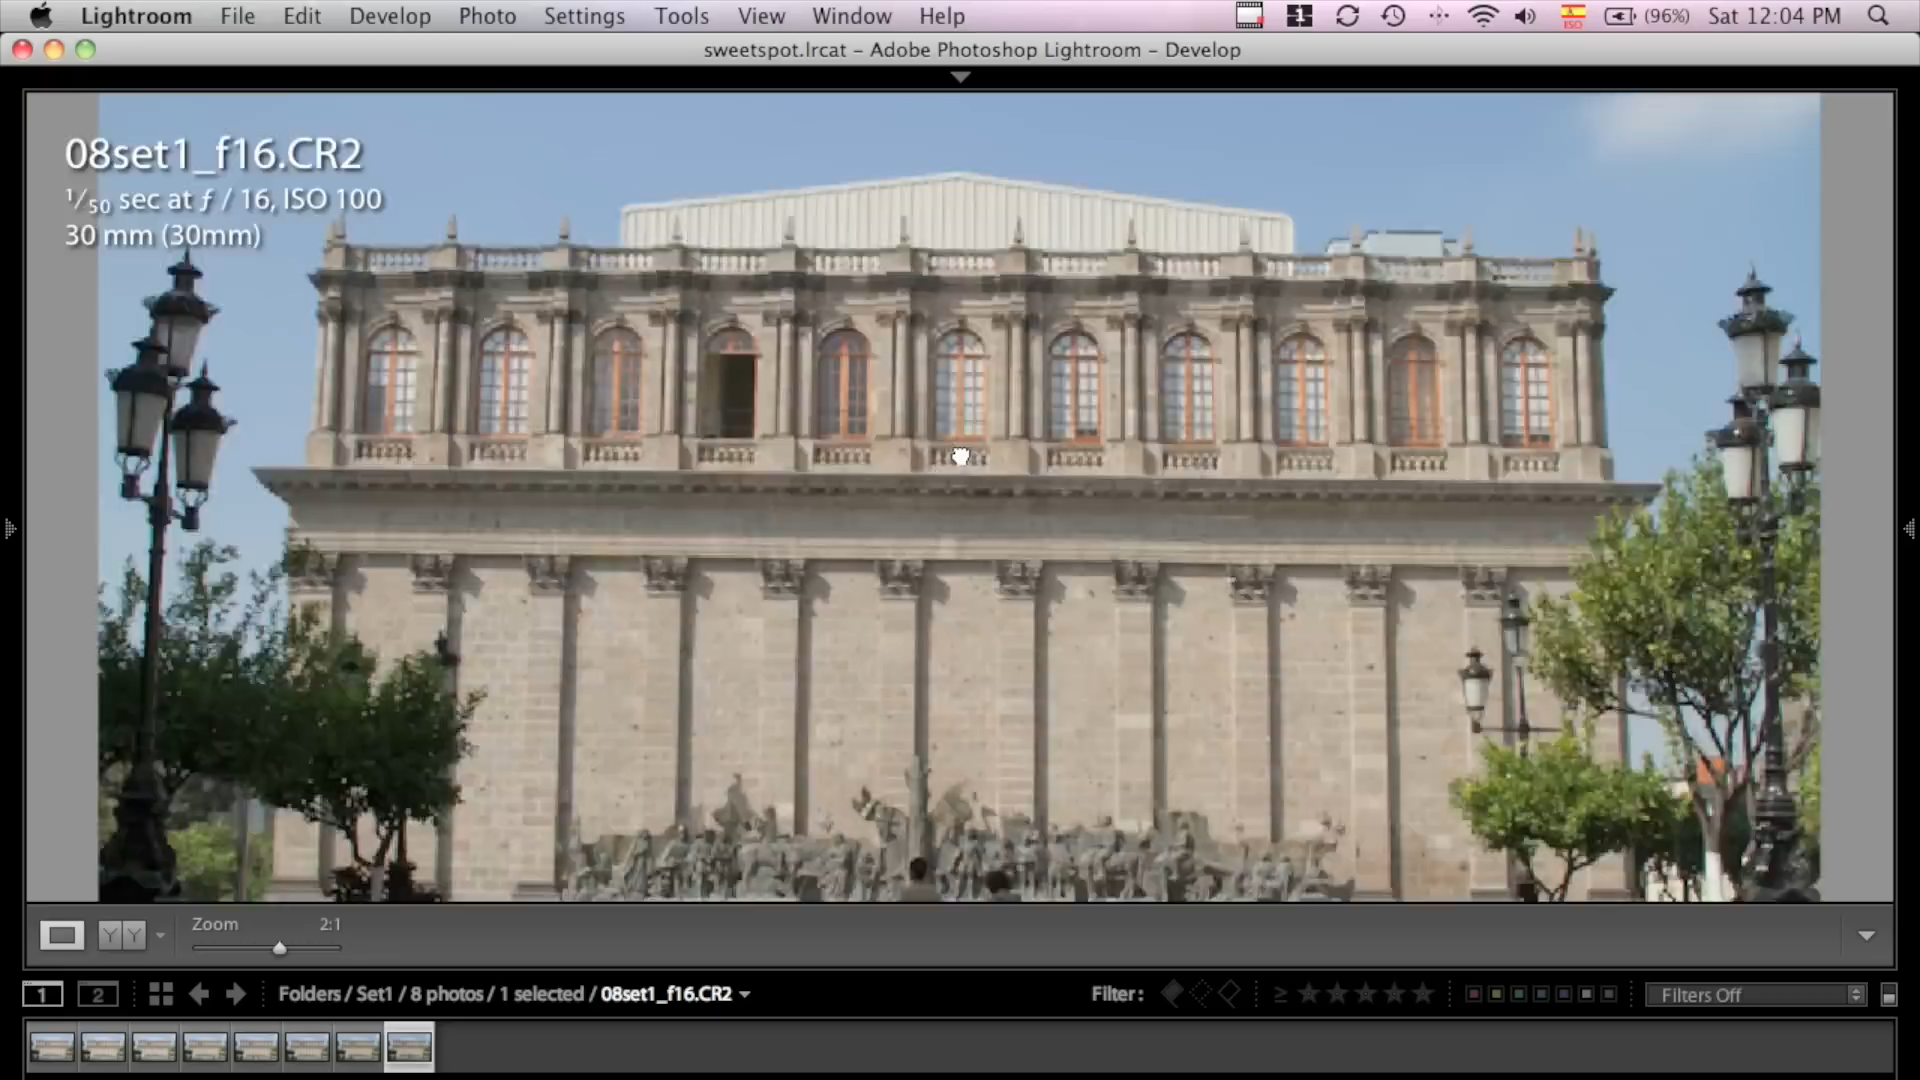 Lightroom File Edit Develop Photo Settings Tools View Window Help 1 ISO (96%) Sat 12:04 PM
sweetspot.lrcat – Adobe Photoshop Lightroom – Develop
08set1_f16.CR2
1/50 sec at ƒ / 16, ISO 100
30 mm (30mm)
Y Y Zoom 2:1
1 2 Folders / Set1 / 8 photos / 1 selected / 08set1_f16.CR2 Filter: ≥ Filters Off